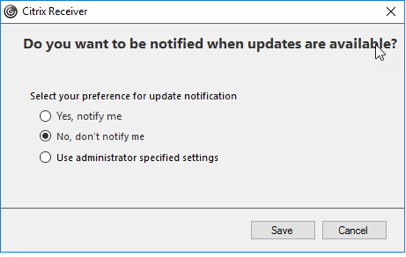 Citrix Receiver
Do you want to be notified when updates are available?
Select your preference for update notification
Yes, notify me
No, don't notify me
Use administrator specified settings
Save Cancel